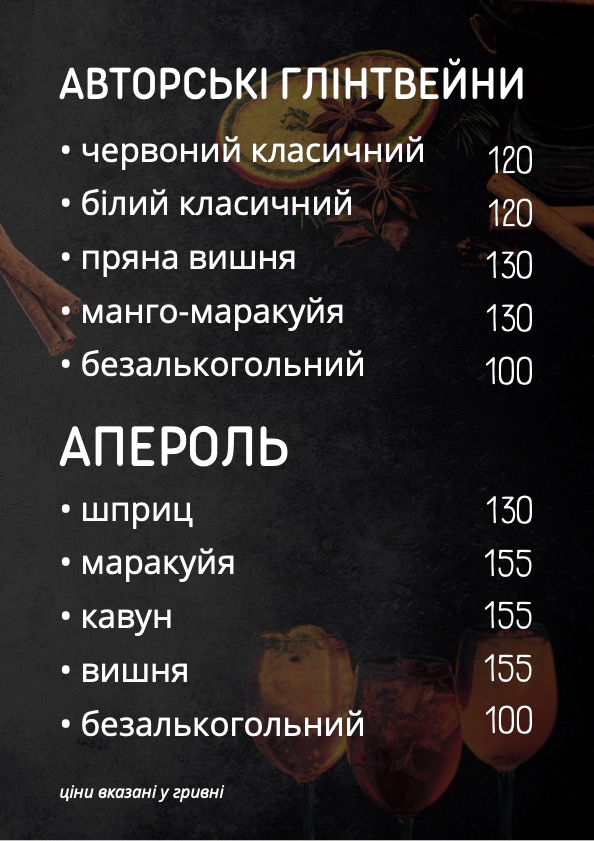 АВТОРСЬКІ ГЛІНТВЕЙНИ
• червоний класичний 120
• білий класичний 120
• пряна вишня 130
• манго-маракуйя 130
• безалькогольний 100
АПЕРОЛЬ
• шприц 130
• маракуйя 155
• кавун 155
• вишня 155
• безалькогольний 100
ціни вказані у гривні